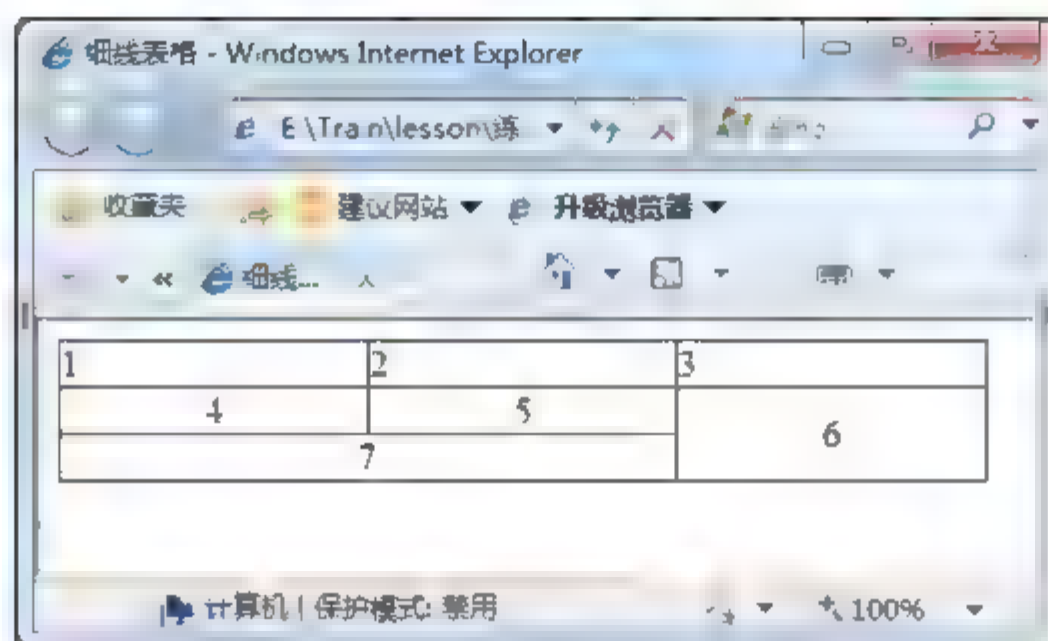 细线表格 - Windows Internet Explorer
E:\Train\lesson\练
收藏夹 建议网站 升级浏览器
细线...
1 2 3
4 5
6
7
计算机 | 保护模式: 禁用 100%